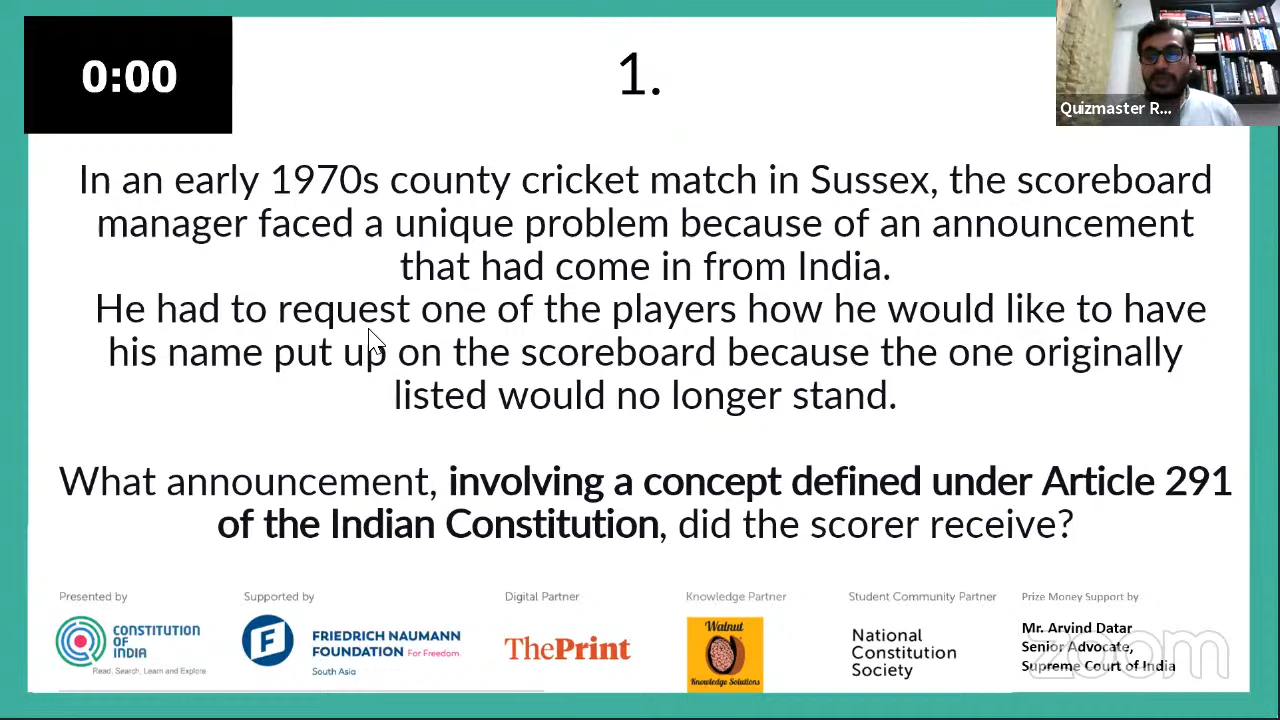 0:00
1.
Quizmaster R...
In an early 1970s county cricket match in Sussex, the scoreboard
manager faced a unique problem because of an announcement
that had come in from India.
He had to request one of the players how he would like to have
his name put up on the scoreboard because the one originally
listed would no longer stand.
What announcement, involving a concept defined under Article 291
of the Indian Constitution, did the scorer receive?
Presented by
CONSTITUTION
OF
INDIA
Read, Search, Learn and Explore
Supported by
F
FRIEDRICH NAUMANN
FOUNDATION For Freedom.
South Asia
Digital Partner
ThePrint
Knowledge Partner
Walnut
Knowledge Solutions
Student Community Partner
National
Constitution
Society
Prize Money Support by
Mr. Arvind Datar
Senior Advocate,
Supreme Court of India
zoom